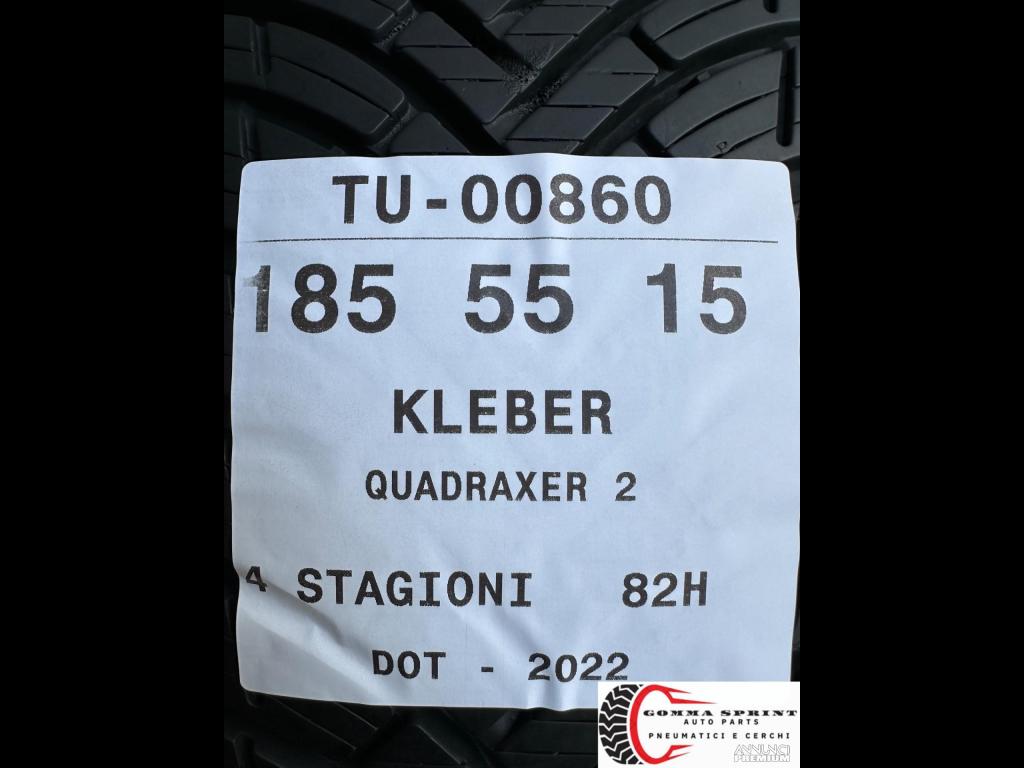 TU-00860
185 55 15
KLEBER
QUADRAXER 2
4 STAGIONI 82H
DOT - 2022
GOMMA SPRINT
AUTO PARTS
PNEUMATICI E CERCHI
ANNUNCI
PREMIUM